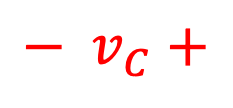 − v_C +